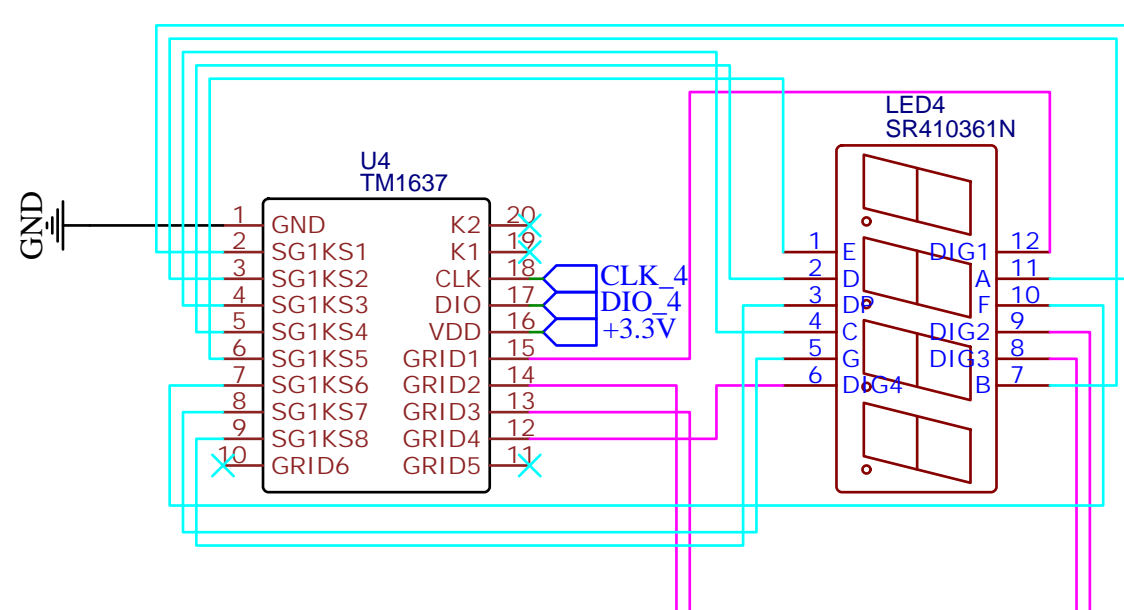 LED4
SR410361N
U4
TM1637
GND
1 GND K2 20
2 SG1KS1 K1 19
3 SG1KS2 CLK 18 CLK_4
4 SG1KS3 DIO 17 DIO_4
5 SG1KS4 VDD 16 +3.3V
6 SG1KS5 GRID1 15
7 SG1KS6 GRID2 14
8 SG1KS7 GRID3 13
9 SG1KS8 GRID4 12
10 GRID6 GRID5 11
1 E DIG1 12
2 D A 11
3 DP F 10
4 C DIG2 9
5 G DIG3 8
6 DIG4 B 7